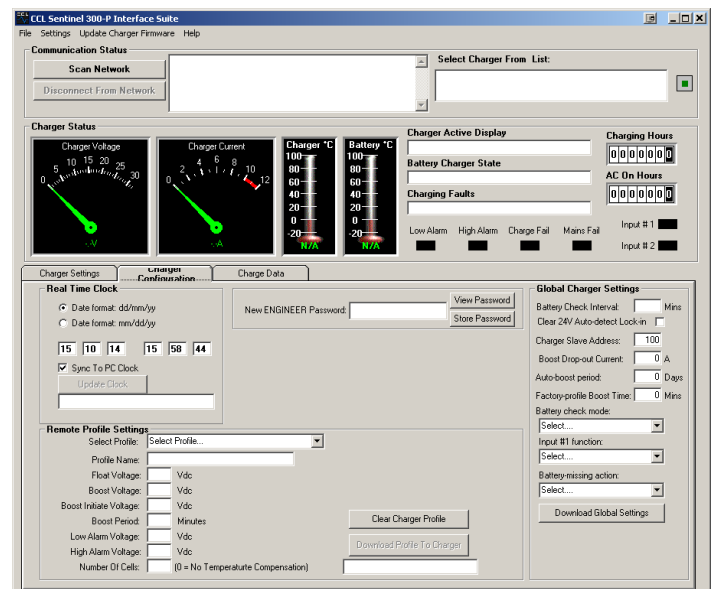 CCL Sentinel 300-P Interface Suite
File Settings Update Charger Firmware Help
Communication Status
Scan Network
Disconnect From Network
Select Charger From List:
Charger Status
Charger Voltage
0 5 10 15 20 25 30
-.-V
Charger Current
0 2 4 6 8 10 12
-.-A
Charger °C
100
80
60
40
20
0
-20
N/A
Battery °C
100
80
60
40
20
0
-20
N/A
Charger Active Display
Battery Charger State
Charging Faults
Low Alarm High Alarm Charge Fail Mains Fail
Charging Hours
000000
AC On Hours
000000
Input # 1
Input # 2
Charger Settings
Charger Configuration
Charge Data
Real Time Clock
Date format: dd/mm/yy
Date format: mm/dd/yy
15 10 14 15 58 44
Sync To PC Clock
Update Clock
New ENGINEER Password:
View Password
Store Password
Remote Profile Settings
Select Profile: Select Profile...
Profile Name:
Float Voltage: Vdc
Boost Voltage: Vdc
Boost Initiate Voltage: Vdc
Boost Period: Minutes
Low Alarm Voltage: Vdc
High Alarm Voltage: Vdc
Number Of Cells: (0 = No Temperaturte Compensation)
Clear Charger Profile
Download Profile To Charger
Global Charger Settings
Battery Check Interval: Mins
Clear 24V Auto-detect Lock-in
Charger Slave Address: 100
Boost Drop-out Current: 0 A
Auto-boost period: 0 Days
Factory-profile Boost Time: 0 Mins
Battery check mode:
Select....
Input #1 function:
Select....
Battery-missing action:
Select....
Download Global Settings